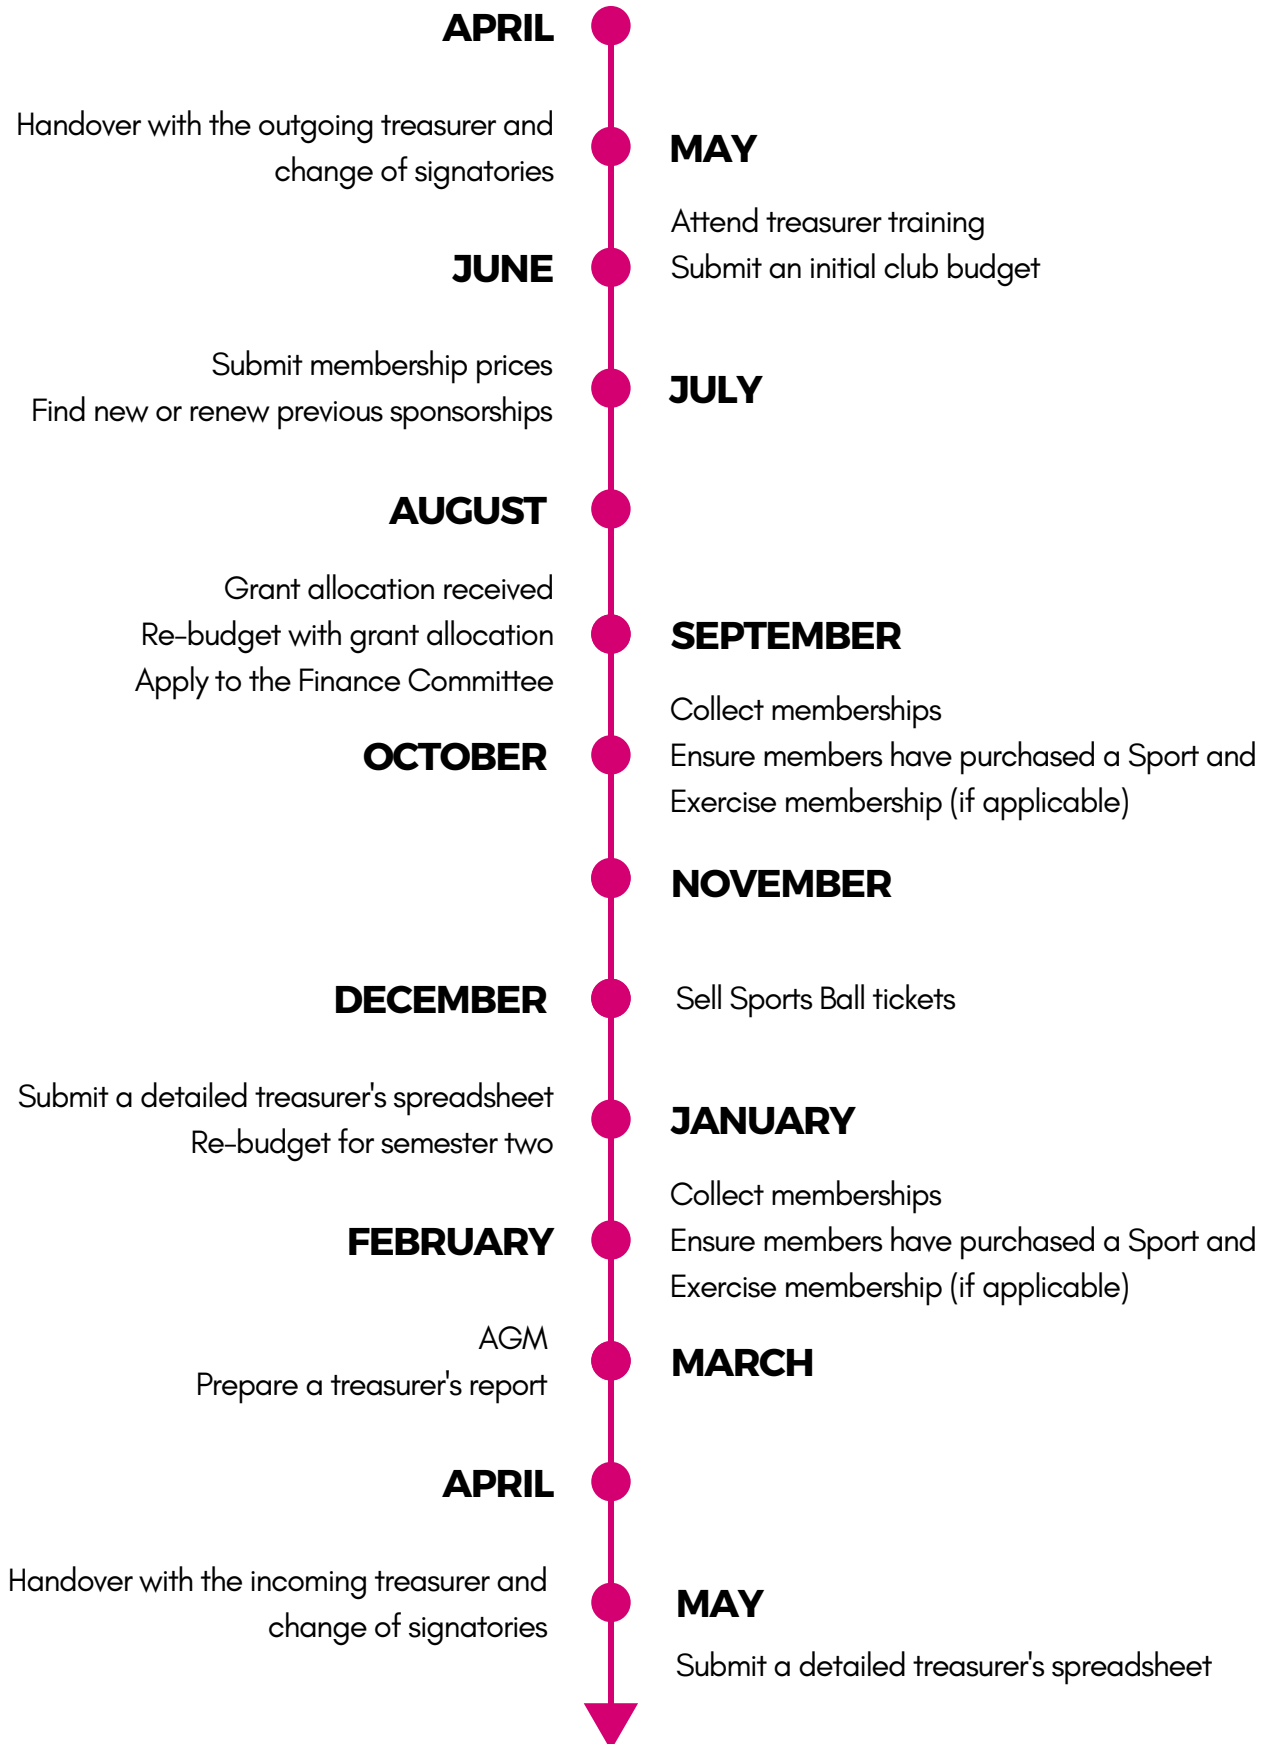 APRIL
Handover with the outgoing treasurer and
change of signatories
MAY
Attend treasurer training
Submit an initial club budget
JUNE
Submit membership prices
Find new or renew previous sponsorships
JULY
AUGUST
Grant allocation received
Re-budget with grant allocation
Apply to the Finance Committee
SEPTEMBER
Collect memberships
Ensure members have purchased a Sport and
Exercise membership (if applicable)
OCTOBER
NOVEMBER
Sell Sports Ball tickets
DECEMBER
Submit a detailed treasurer's spreadsheet
Re-budget for semester two
JANUARY
Collect memberships
Ensure members have purchased a Sport and
Exercise membership (if applicable)
FEBRUARY
AGM
Prepare a treasurer's report
MARCH
APRIL
Handover with the incoming treasurer and
change of signatories
MAY
Submit a detailed treasurer's spreadsheet